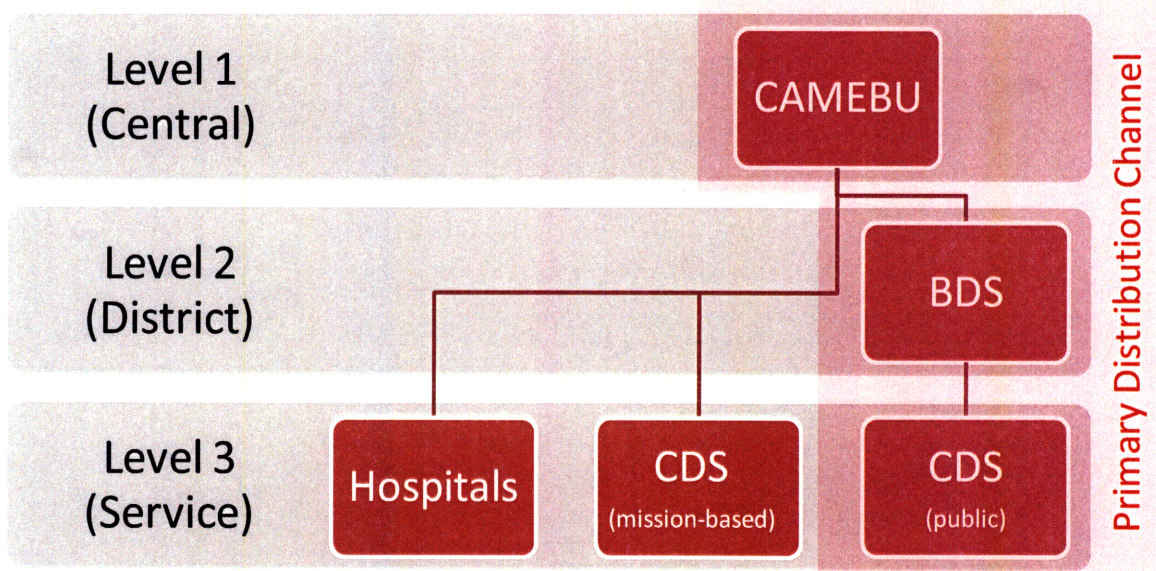 Level 1
(Central)
CAMEBU
Level 2
(District)
BDS
Level 3
(Service)
Hospitals
CDS
(mission-based)
CDS
(public)
Primary Distribution Channel